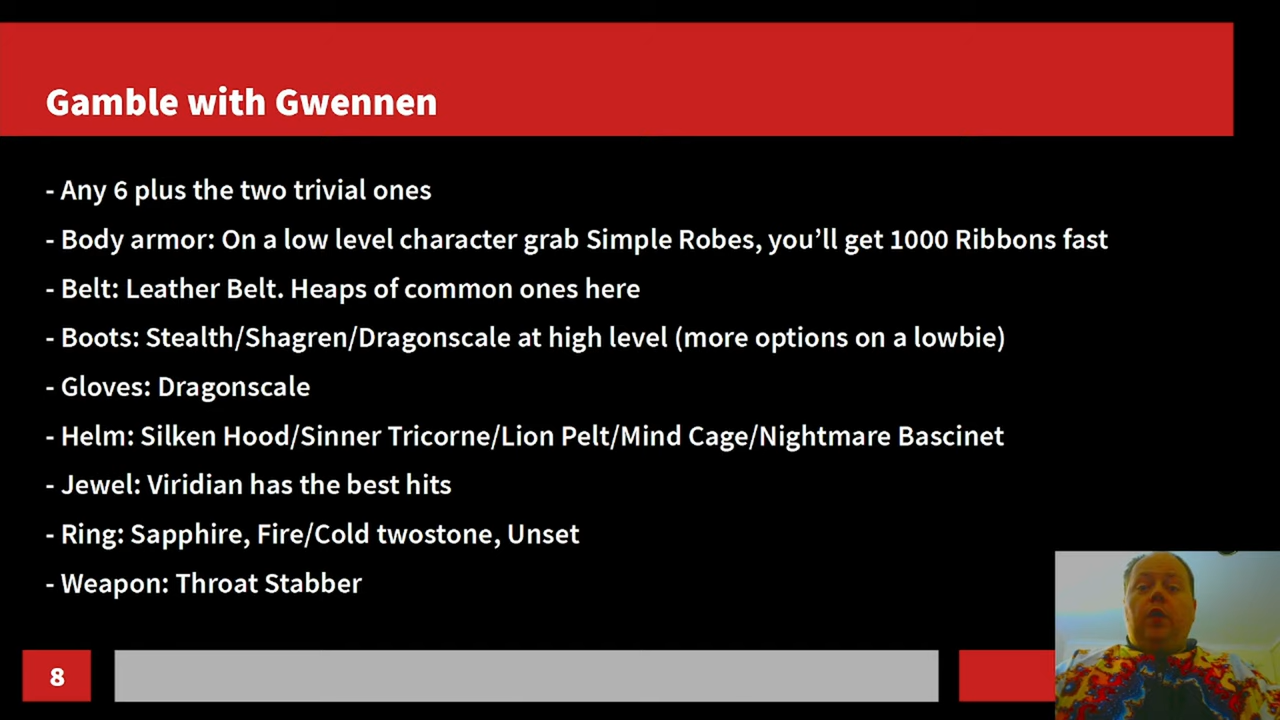 Gamble with Gwennen
- Any 6 plus the two trivial ones
- Body armor: On a low level character grab Simple Robes, you’ll get 1000 Ribbons fast
- Belt: Leather Belt. Heaps of common ones here
- Boots: Stealth/Shagren/Dragonscale at high level (more options on a lowbie)
- Gloves: Dragonscale
- Helm: Silken Hood/Sinner Tricorne/Lion Pelt/Mind Cage/Nightmare Bascinet
- Jewel: Viridian has the best hits
- Ring: Sapphire, Fire/Cold twostone, Unset
- Weapon: Throat Stabber
8